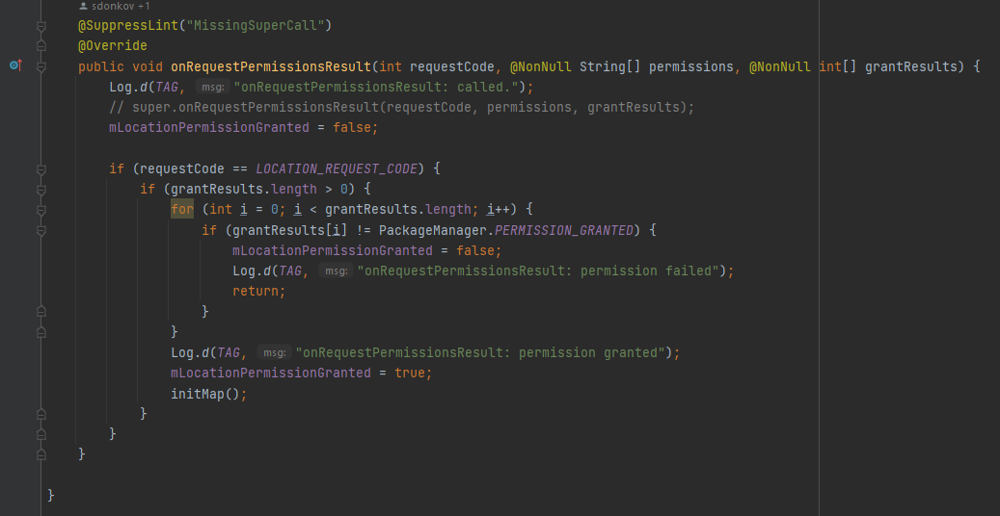 sdonkov +1
@SuppressLint("MissingSuperCall")
@Override
public void onRequestPermissionsResult(int requestCode, @NonNull String[] permissions, @NonNull int[] grantResults) {
Log.d(TAG, msg: "onRequestPermissionsResult: called.");
// super.onRequestPermissionsResult(requestCode, permissions, grantResults);
mLocationPermissionGranted = false;
if (requestCode == LOCATION_REQUEST_CODE) {
if (grantResults.length > 0) {
for (int i = 0; i < grantResults.length; i++) {
if (grantResults[i] != PackageManager.PERMISSION_GRANTED) {
mLocationPermissionGranted = false;
Log.d(TAG, msg: "onRequestPermissionsResult: permission failed");
return;
}
}
Log.d(TAG, msg: "onRequestPermissionsResult: permission granted");
mLocationPermissionGranted = true;
initMap();
}
}
}
}